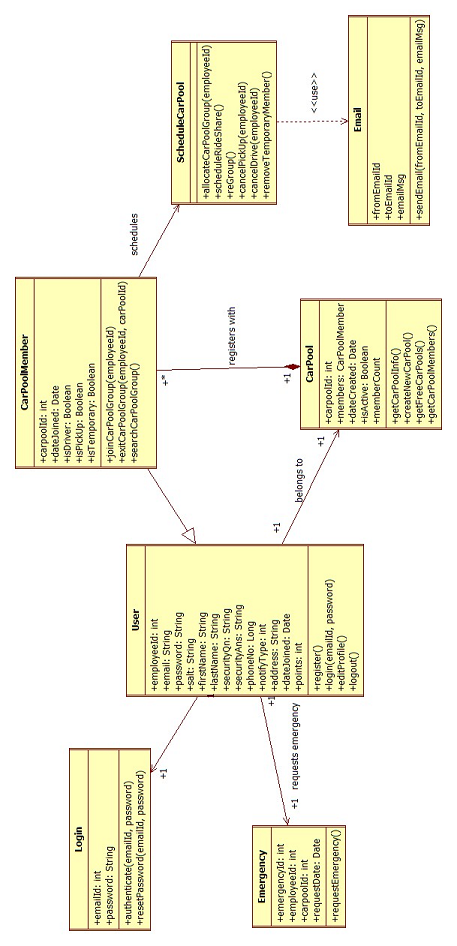 Login
+emailId: int
+password: String
+authenticate(emailId, password)
+resetPassword(emailId, password)
+1
1
Emergency
+emergencyId: int
+employeeId: int
+carpoolId: int
+requestDate: Date
+requestEmergency()
+1
requests emergency
+1
User
+employeeId: int
+email: String
+password: String
+salt: String
+firstName: String
+lastName: String
+securityQn: String
+securityAns: String
+phoneNo: Long
+notifyType: int
+address: String
+dateJoined: Date
+points: int
+register()
+login(emailId, password)
+editProfile()
+logout()
+1
belongs to
+1
CarPoolMember
+carpoolId: int
+dateJoined: Date
+isDriver: Boolean
+isPickUp: Boolean
+isTemporary: Boolean
+joinCarPoolGroup(employeeId)
+exitCarPoolGroup(employeeId, carPoolId)
+searchCarPoolGroup()
+*
registers with
+1
CarPool
+carpoolId: int
+members: CarPoolMember
+dateCreated: Date
+isActive: Boolean
+memberCount
+getCarPoolInfo()
+createNewCarPool()
+getFreeCarPools()
+getCarPoolMembers()
schedules
ScheduleCarPool
+allocateCarPoolGroup(employeeId)
+scheduleRideShare()
+reGroup()
+cancelPickUp(employeeId)
+cancelDrive(employeeId)
+removeTemporaryMember()
<<use>>
Email
+fromEmailId
+toEmailId
+emailMsg
+sendEmail(fromEmailId, toEmailId, emailMsg)